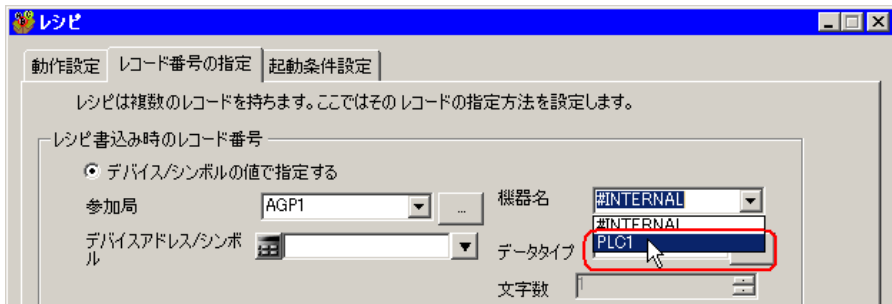 レシピ
動作設定 レコード番号の指定 起動条件設定
レシピは複数のレコードを持ちます。ここではそのレコードの指定方法を設定します。
レシピ書込み時のレコード番号
デバイス/シンボルの値で指定する
参加局 AGP1 ... 機器名 #INTERNAL
#INTERNAL
デバイスアドレス/シンボ
ル
データタイプ PLC1
文字数 1